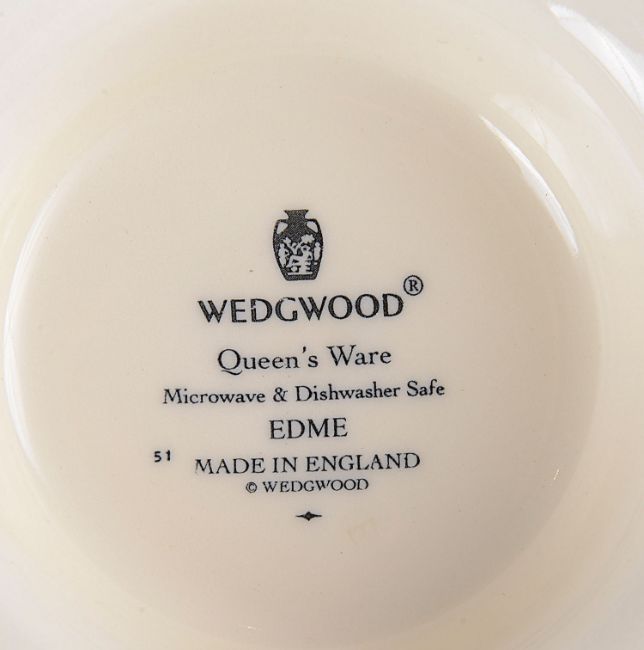 WEDGWOOD®
Queen's Ware
Microwave & Dishwasher Safe
EDME
51 MADE IN ENGLAND
© WEDGWOOD